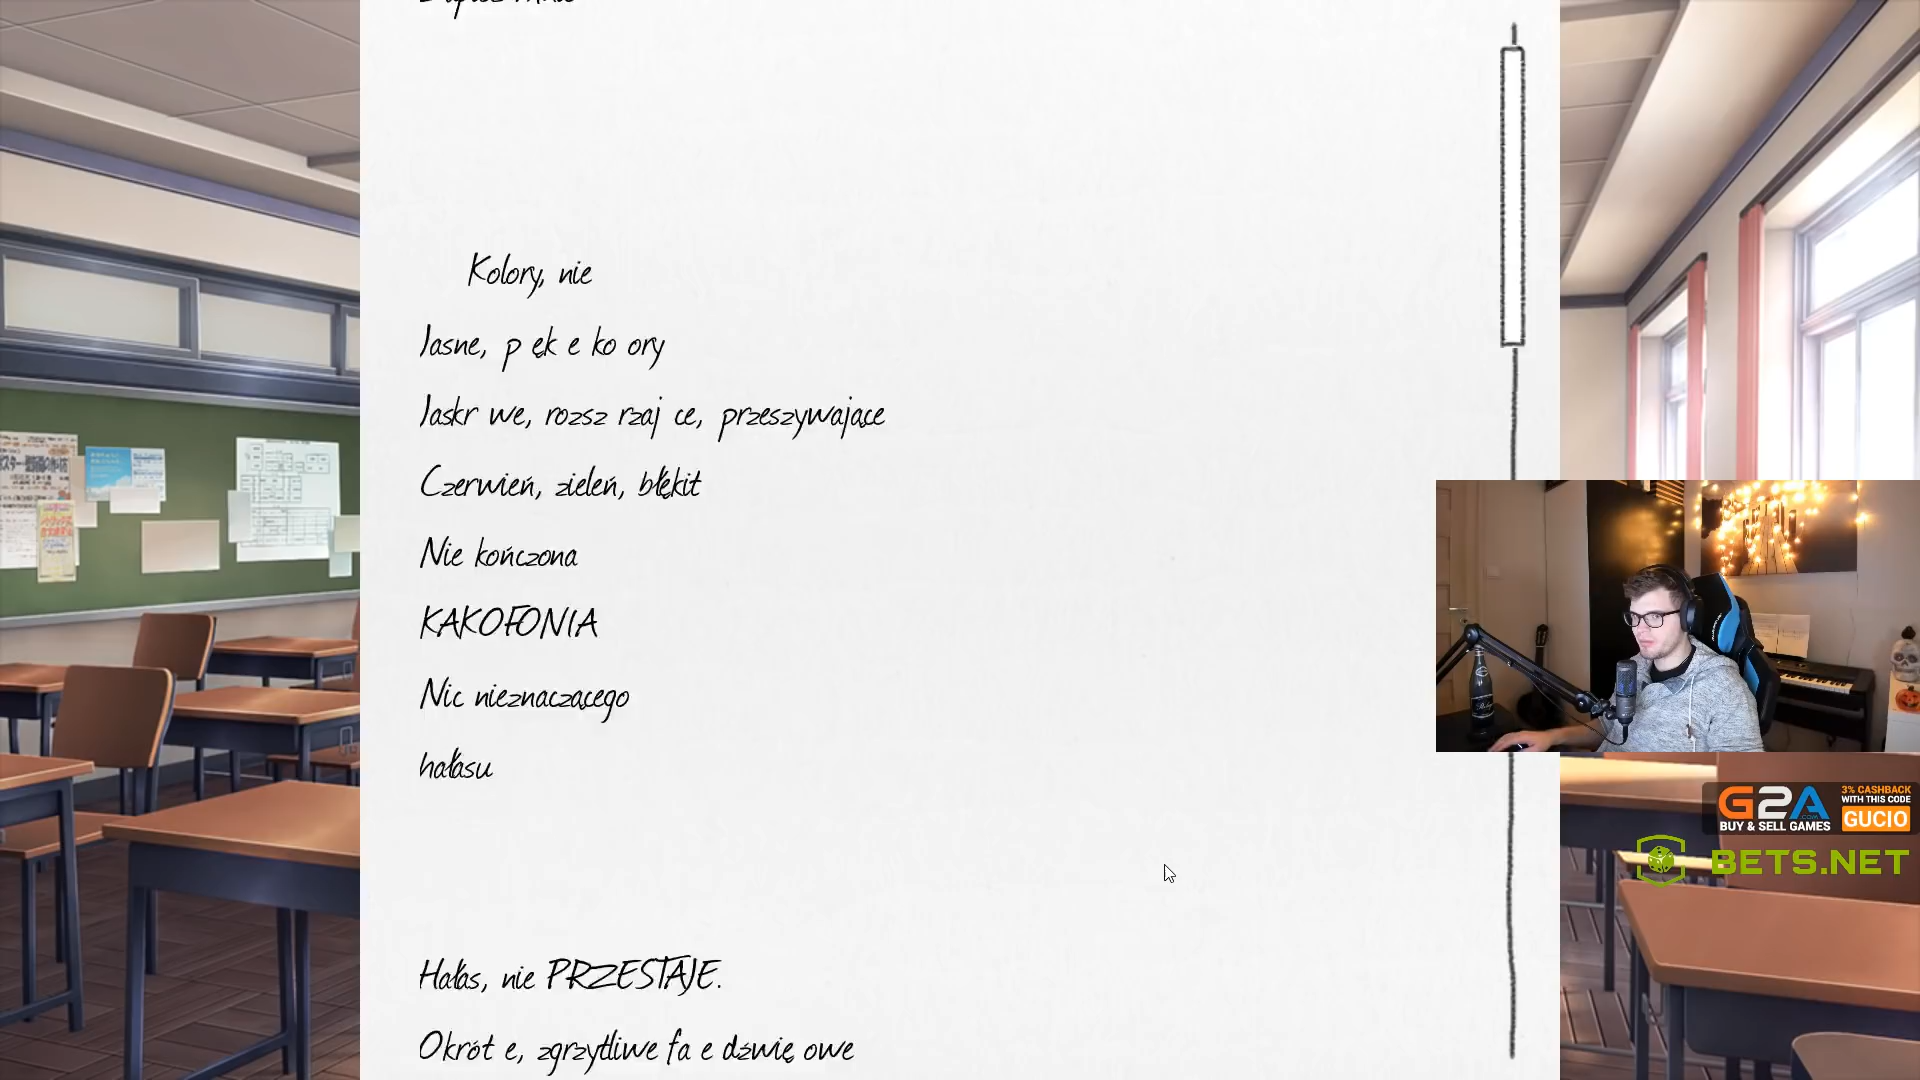 Kolory, nie
Jasne, p ęk e ko ory
Jaskr we, rozsz rzaj ce, przeszywające
Czerwień, zieleń, błękit
Nie kończona
KAKOFONIA
Nic nieznaczącego
hałasu
Hałas, nie PRZESTAJE.
Okrót e, zgrzytliwe fa e dźwię owe
G2A.COM
BUY & SELL GAMES
3% CASHBACK
WITH THIS CODE
GUCIO
BETS.NET